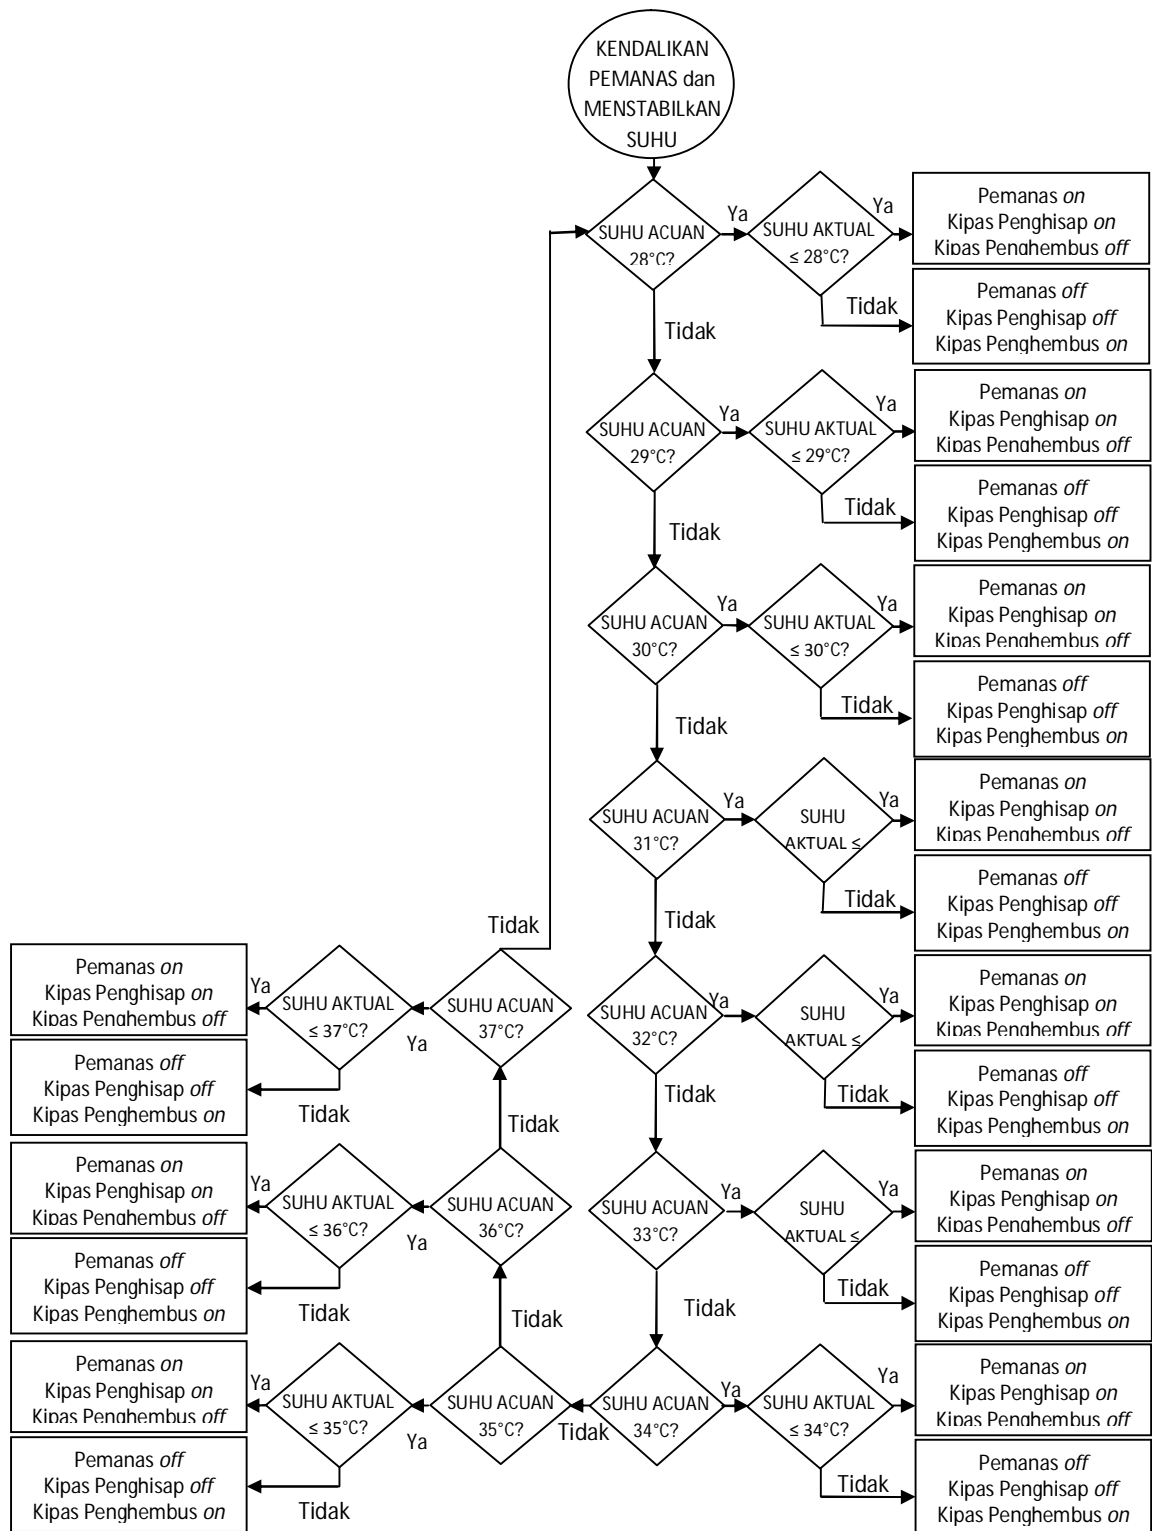 KENDALIKAN
PEMANAS dan
MENSTABILkAN
SUHU
SUHU ACUAN
28°C?
Ya
SUHU AKTUAL
≤ 28°C?
Ya
Pemanas on
Kipas Penghisap on
Kipas Penghembus off
Tidak
Pemanas off
Kipas Penghisap off
Kipas Penghembus on
Tidak
SUHU ACUAN
29°C?
Ya
SUHU AKTUAL
≤ 29°C?
Ya
Pemanas on
Kipas Penghisap on
Kipas Penghembus off
Tidak
Pemanas off
Kipas Penghisap off
Kipas Penghembus on
Tidak
SUHU ACUAN
30°C?
Ya
SUHU AKTUAL
≤ 30°C?
Ya
Pemanas on
Kipas Penghisap on
Kipas Penghembus off
Tidak
Pemanas off
Kipas Penghisap off
Kipas Penghembus on
Tidak
SUHU ACUAN
31°C?
Ya
SUHU
AKTUAL ≤
Ya
Pemanas on
Kipas Penghisap on
Kipas Penghembus off
Tidak
Pemanas off
Kipas Penghisap off
Kipas Penghembus on
Tidak
SUHU ACUAN
32°C?
Ya
SUHU
AKTUAL ≤
Ya
Pemanas on
Kipas Penghisap on
Kipas Penghembus off
Tidak
Pemanas off
Kipas Penghisap off
Kipas Penghembus on
Tidak
SUHU ACUAN
33°C?
Ya
SUHU
AKTUAL ≤
Ya
Pemanas on
Kipas Penghisap on
Kipas Penghembus off
Tidak
Pemanas off
Kipas Penghisap off
Kipas Penghembus on
Tidak
SUHU ACUAN
34°C?
Ya
SUHU AKTUAL
≤ 34°C?
Ya
Pemanas on
Kipas Penghisap on
Kipas Penghembus off
Tidak
Pemanas off
Kipas Penghisap off
Kipas Penghembus on
Tidak
SUHU ACUAN
35°C?
Ya
SUHU AKTUAL
≤ 35°C?
Ya
Pemanas on
Kipas Penghisap on
Kipas Penghembus off
Tidak
Pemanas off
Kipas Penghisap off
Kipas Penghembus on
Tidak
SUHU ACUAN
36°C?
Ya
SUHU AKTUAL
≤ 36°C?
Ya
Pemanas on
Kipas Penghisap on
Kipas Penghembus off
Tidak
Pemanas off
Kipas Penghisap off
Kipas Penghembus on
Tidak
SUHU ACUAN
37°C?
Ya
SUHU AKTUAL
≤ 37°C?
Ya
Pemanas on
Kipas Penghisap on
Kipas Penghembus off
Tidak
Pemanas off
Kipas Penghisap off
Kipas Penghembus on
Tidak